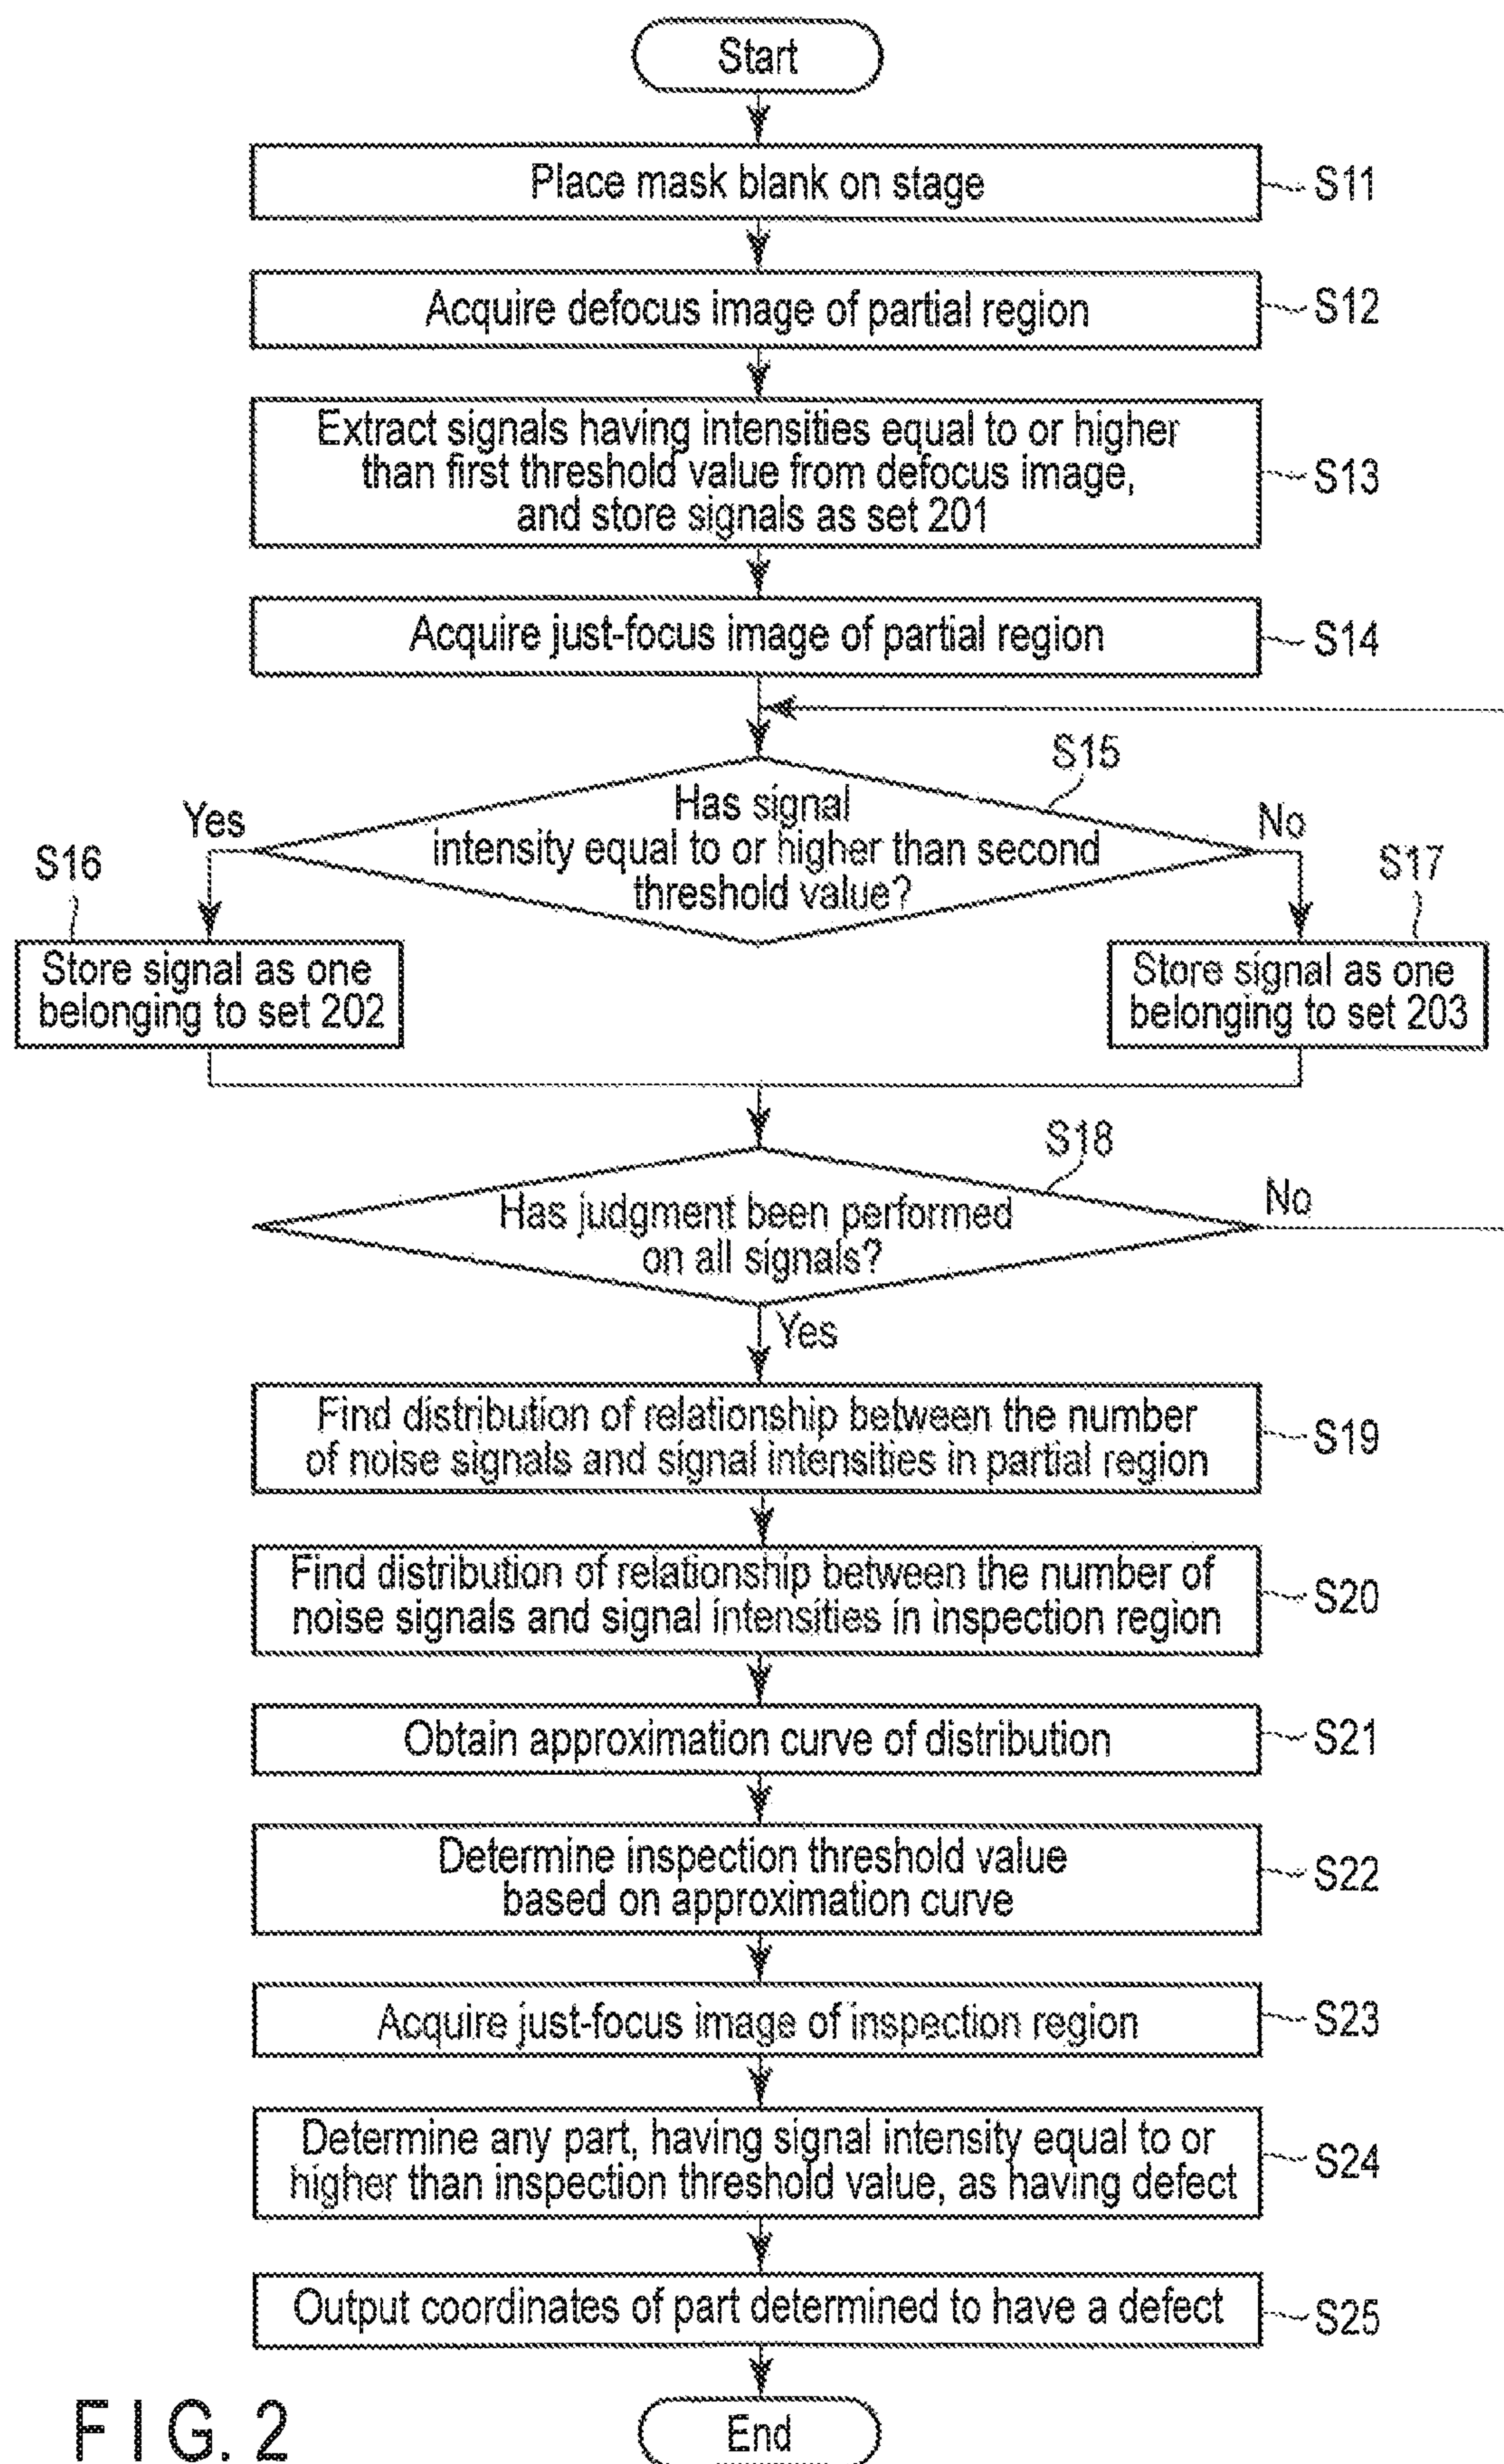 Start
Place mask blank on stage
S11
Acquire defocus image of partial region
S12
Extract signals having intensities equal to or higher
than first threshold value from defocus image,
and store signals as set 201
S13
Acquire just-focus image of partial region
S14
S15
Has signal
intensity equal to or higher than second
threshold value?
Yes
No
S16
S17
Store signal as one
belonging to set 202
Store signal as one
belonging to set 203
S18
Has judgment been performed
on all signals?
No
Yes
Find distribution of relationship between the number
of noise signals and signal intensities in partial region
S19
Find distribution of relationship between the number of
noise signals and signal intensities in inspection region
S20
Obtain approximation curve of distribution
S21
Determine inspection threshold value
based on approximation curve
S22
Acquire just-focus image of inspection region
S23
Determine any part, having signal intensity equal to or
higher than inspection threshold value, as having defect
S24
Output coordinates of part determined to have a defect
S25
End
FIG. 2